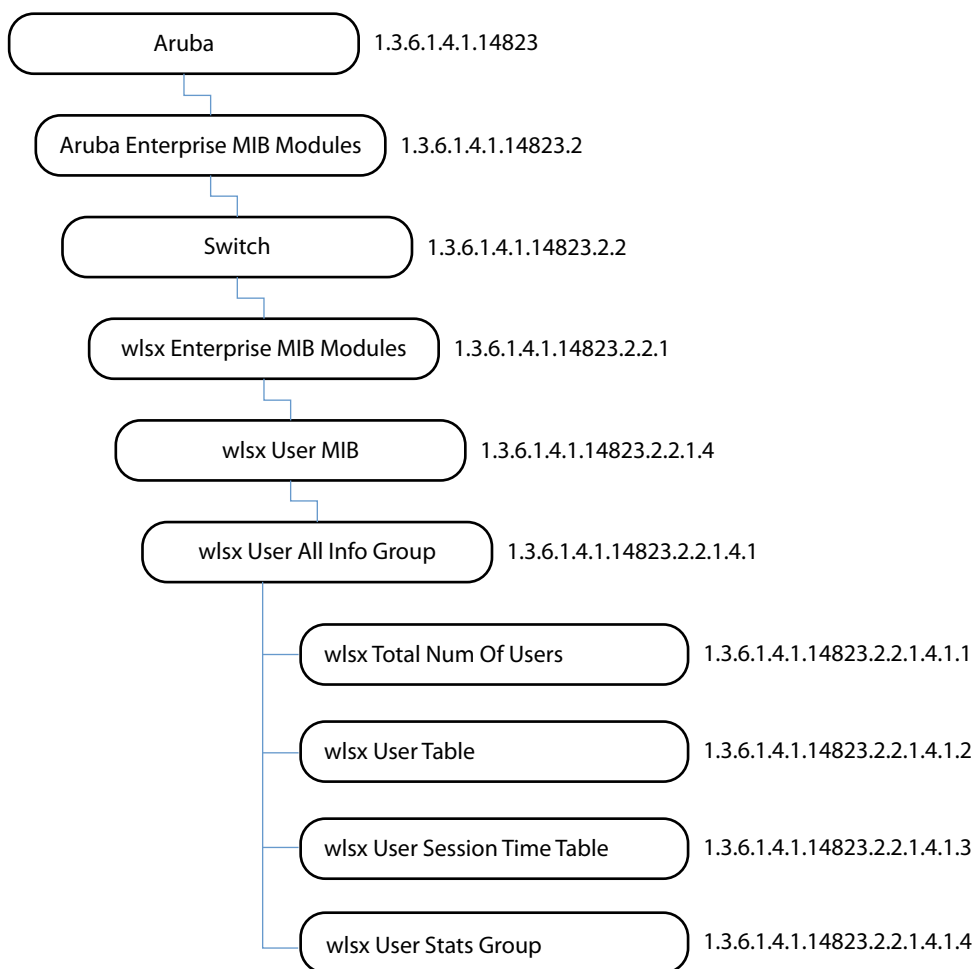 Aruba 1.3.6.1.4.1.14823
Aruba Enterprise MIB Modules 1.3.6.1.4.1.14823.2
Switch 1.3.6.1.4.1.14823.2.2
wlsx Enterprise MIB Modules 1.3.6.1.4.1.14823.2.2.1
wlsx User MIB 1.3.6.1.4.1.14823.2.2.1.4
wlsx User All Info Group 1.3.6.1.4.1.14823.2.2.1.4.1
wlsx Total Num Of Users 1.3.6.1.4.1.14823.2.2.1.4.1.1
wlsx User Table 1.3.6.1.4.1.14823.2.2.1.4.1.2
wlsx User Session Time Table 1.3.6.1.4.1.14823.2.2.1.4.1.3
wlsx User Stats Group 1.3.6.1.4.1.14823.2.2.1.4.1.4